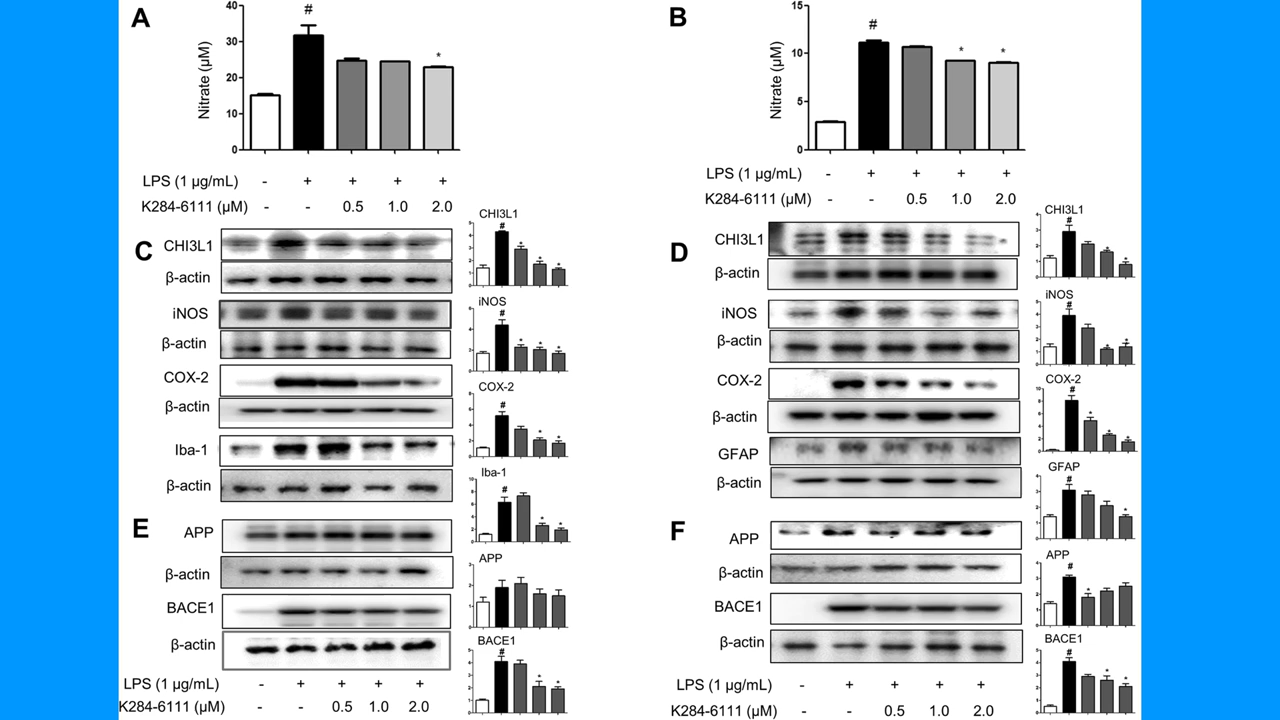 A
Nitrate (µM)
40
30
20
10
0
#
*
LPS (1 µg/mL) - + + + +
K284-6111 (µM) - - 0.5 1.0 2.0
B
Nitrate (µM)
15
10
5
0
#
* *
LPS (1 µg/mL) - + + + +
K284-6111 (µM) - - 0.5 1.0 2.0
C
CHI3L1
β-actin
iNOS
β-actin
COX-2
β-actin
Iba-1
β-actin
CHI3L1
#
* * *
iNOS
#
* * *
COX-2
#
* *
Iba-1
#
* *
E
APP
β-actin
BACE1
β-actin
APP
BACE1
#
* *
LPS (1 µg/mL) - + + + +
K284-6111 (µM) - - 0.5 1.0 2.0
D
CHI3L1
β-actin
iNOS
β-actin
COX-2
β-actin
GFAP
β-actin
CHI3L1
#
* *
iNOS
#
* *
COX-2
#
* * *
GFAP
#
*
F
APP
β-actin
BACE1
β-actin
APP
#
*
BACE1
#
* *
LPS (1 µg/mL) - + + + +
K284-6111 (µM) - - 0.5 1.0 2.0